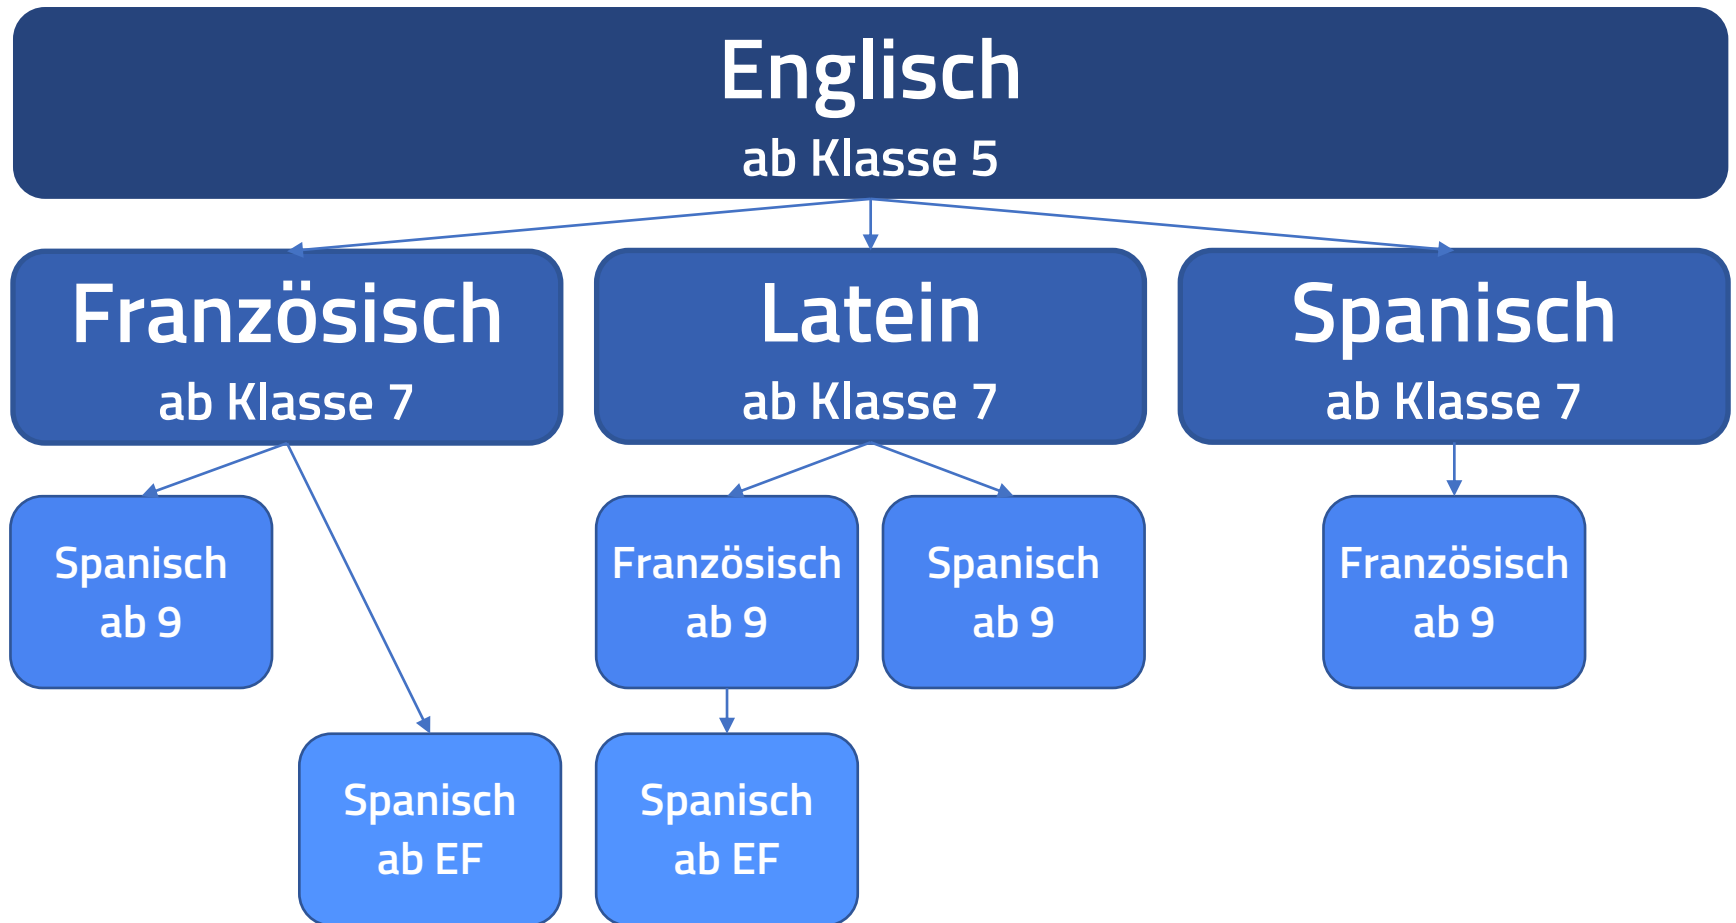 Englisch
ab Klasse 5
Französisch
ab Klasse 7
Latein
ab Klasse 7
Spanisch
ab Klasse 7
Spanisch
ab 9
Französisch
ab 9
Spanisch
ab 9
Französisch
ab 9
Spanisch
ab EF
Spanisch
ab EF